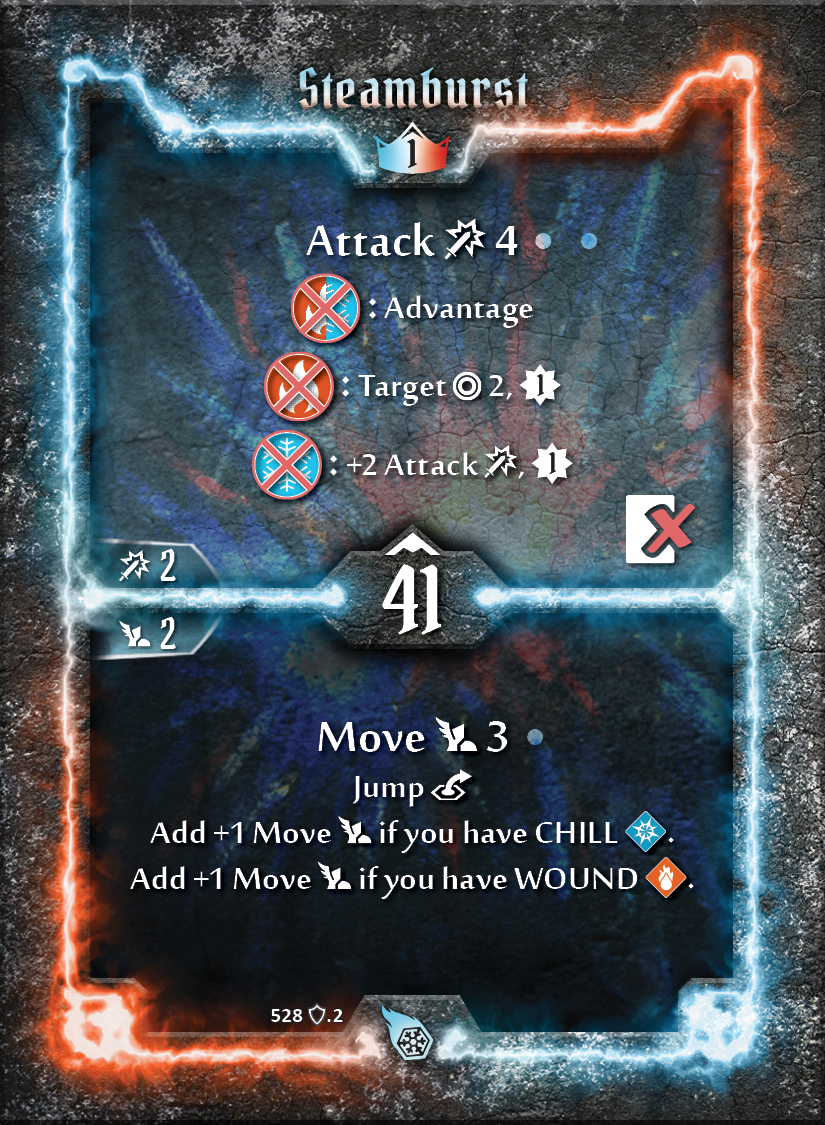 Steamburst
1
Attack 4
: Advantage
: Target 2, 1
: +2 Attack, 1
2
41
2
Move 3
Jump
Add +1 Move if you have CHILL .
Add +1 Move if you have WOUND .
528 .2